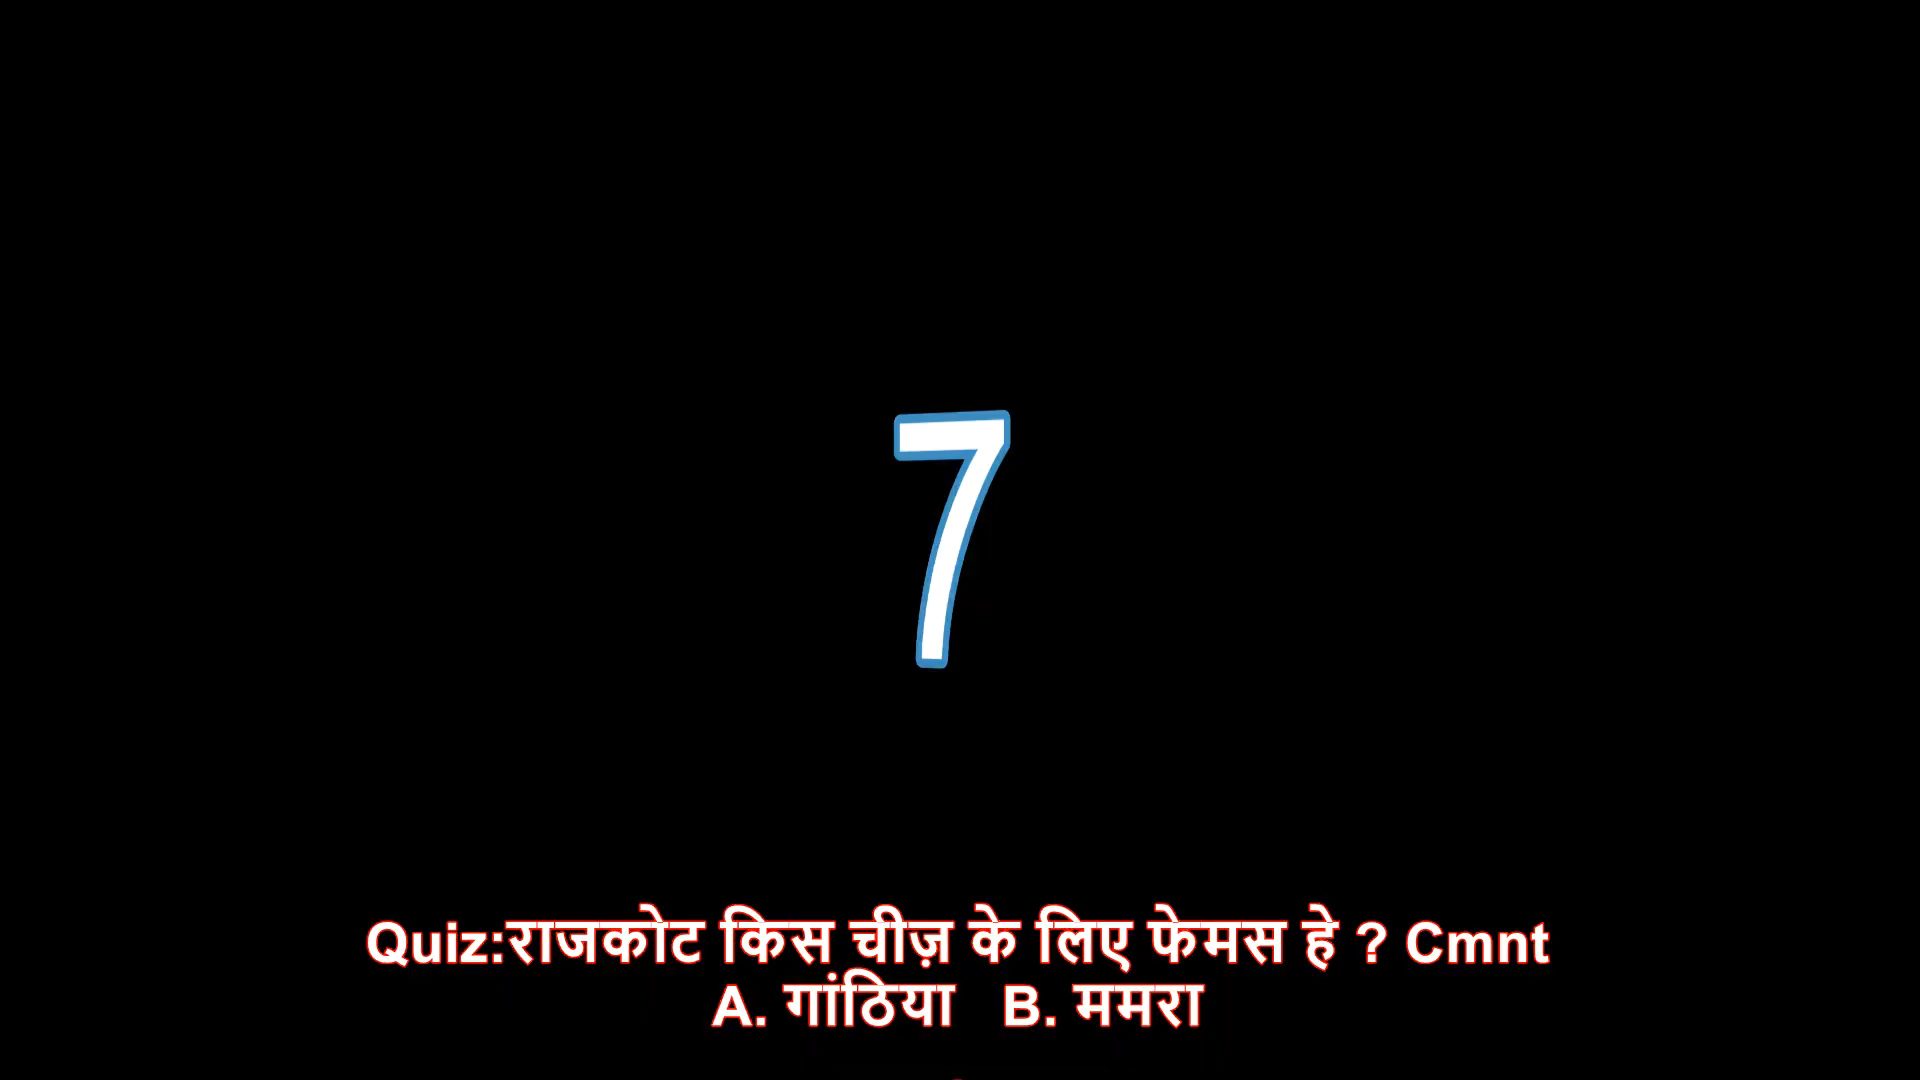 7
Quiz:राजकोट किस चीज़ के लिए फेमस हे ? Cmnt
A. गांठिया B. ममरा